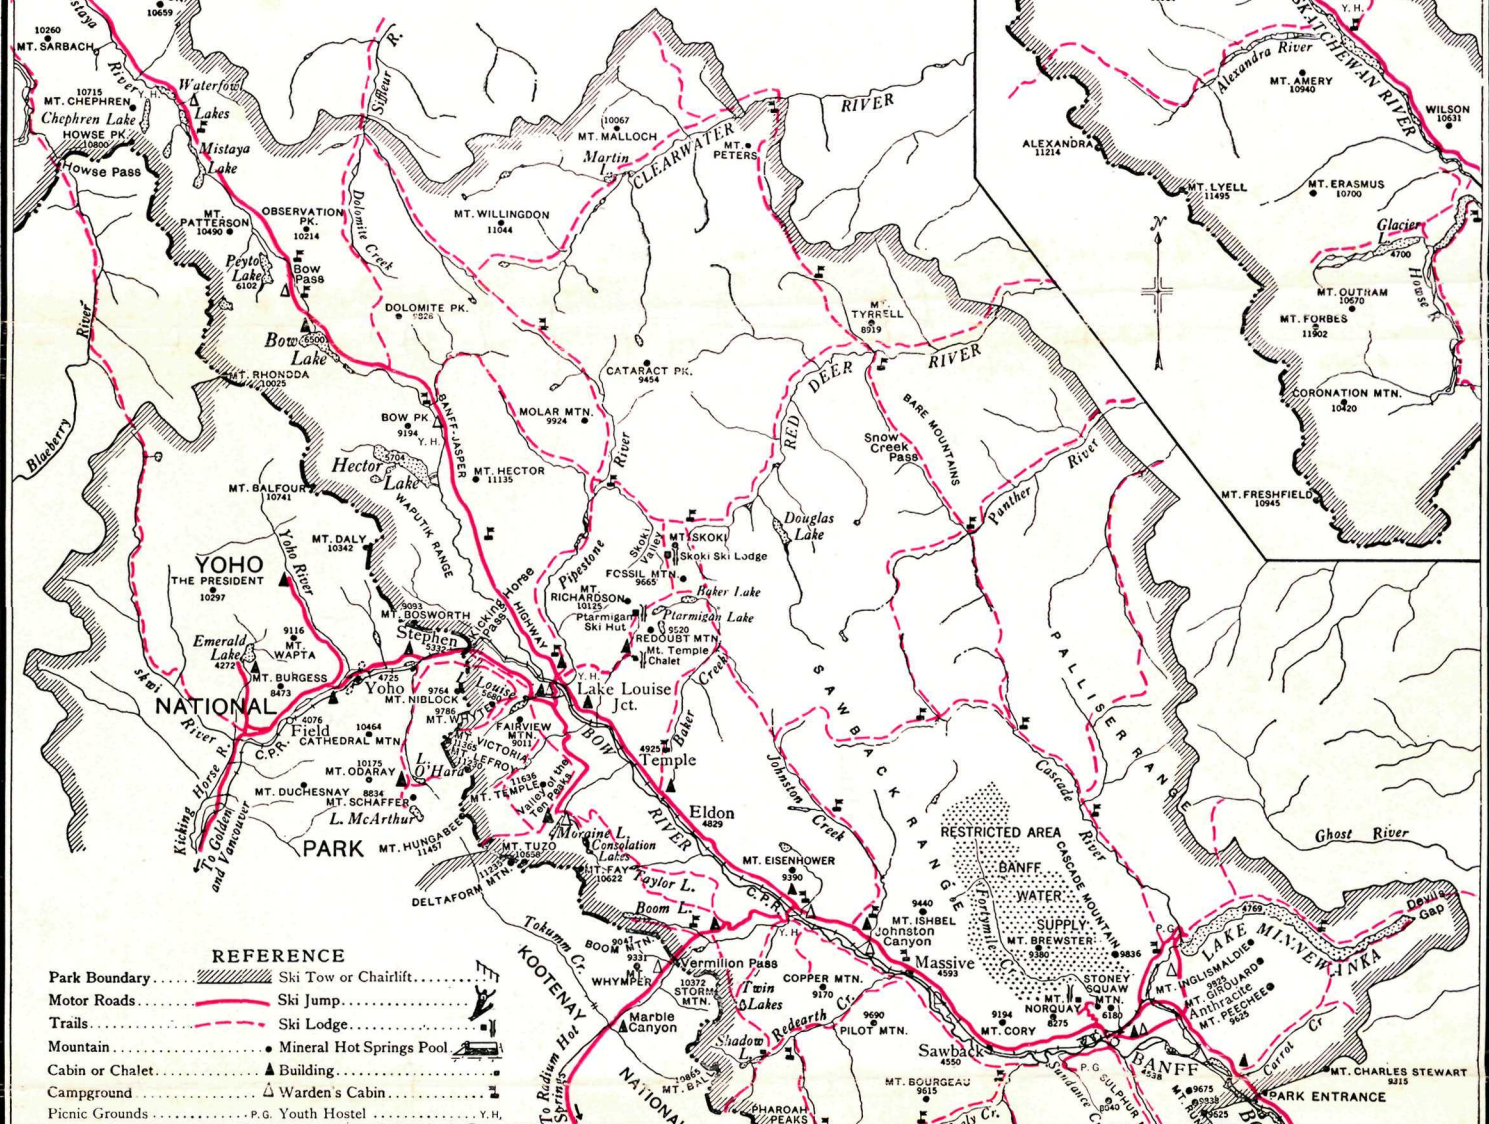 10659
10260
MT. SARBACH
River
Y. H.
Waterfowl
Lakes
10715
MT. CHEPHREN
Chephren Lake
HOWSE PK.
10800
Howse Pass
Mistaya
Lake
Siffleur
R.
10067
MT. MALLOCH
Martin
L.
CLEARWATER
RIVER
MT.
PETERS
MT. WILLINGDON
11044
MT.
PATTERSON
10490
OBSERVATION
PK.
10214
Dolomite Creek
Peyto
Lake
6102
Bow
Pass
DOLOMITE PK.
Bow
6500
Lake
River
MT. RHONDDA
10025
Blaeberry
CATARACT PK.
9454
MT.
TYRRELL
8919
RED
DEER
RIVER
MOLAR MTN.
9924
BOW PK
9194
Y. H.
BANFF-JASPER
HIGHWAY
River
BARE MOUNTAINS
Snow
Creek
Pass
Hector
5704
Lake
MT. HECTOR
11135
WAPUTIK RANGE
MT. BALFOUR
10741
Panther
River
Douglas
Lake
MT. DALY
10342
Yoho River
YOHO
THE PRESIDENT
10297
Skoki
Valley
MT. SKOKI
Skoki Ski Lodge
FOSSIL MTN.
9665
Pipestone
MT.
RICHARDSON
10125
Baker Lake
Ptarmigan
Ski Hut
Ptarmigan Lake
9520
REDOUBT MTN.
Mt. Temple
Chalet
9093
MT. BOSWORTH
Kicking Horse
Pass
Stephen
5332
Emerald
Lake
4272
9116
MT.
WAPTA
MT. BURGESS
8473
4725
Yoho
NATIONAL
9764
MT. NIBLOCK
9786
MT. WHYTE
L.
Louise
5680
Y. H.
Lake Louise
Jct.
FAIRVIEW
MTN.
9011
4076
Field
10464
CATHEDRAL MTN.
C.P.R.
River
Kicking Horse R.
MT. VICTORIA
11365
MT. LEFROY
11230
L.
O'Hara
10175
MT. ODARAY
8834
MT. SCHAFFER
L. McArthur
MT. DUCHESNAY
11636
MT. TEMPLE
Valley of the
Ten Peaks
BOW
RIVER
4925
Temple
Baker
Creek
Eldon
4829
Johnston
Creek
SAWBACK RANGE
PALLISER RANGE
Cascade
River
To Golden
and Vancouver
PARK
MT. HUNGABEE
11457
DELTAFORM MTN.
11235
MT. TUZO
10658
Moraine L.
Consolation
Lakes
MT. FAY
10622
Taylor L.
Boom L.
MT. EISENHOWER
9390
C.P.R.
Y. H.
RESTRICTED AREA
BANFF
WATER
SUPPLY
CASCADE MOUNTAIN
9836
Fortymile
Cr.
MT. BREWSTER
9380
9440
MT. ISHBEL
Johnston
Canyon
Massive
4593
Ghost River
4769
Devils
Gap
LAKE MINNEWANKA
P.G.
MT. INGLISMALDIE
9925
MT. GIROUARD
Anthracite
MT. PEECHEE
9625
STONEY
SQUAW
MTN.
6180
MT.
NORQUAY
8275
Tokumm Cr.
KOOTENAY
NATIONAL
9047
BOOM MTN.
9331
MT.
WHYMPER
Vermilion Pass
10372
STORM
MTN.
Twin
Lakes
Marble
Canyon
To Radium Hot
Springs
COPPER MTN.
9170
9690
PILOT MTN.
Redearth Cr.
Shadow
L.
9194
MT. CORY
Sawback
4550
MT. BOURGEAU
9615
10865
MT. BALL
PHAROAH
PEAKS
BANFF
4538
P.G.
Sundance
SULPHUR
8040
9675
9838
9625
Carrot Cr
MT. CHARLES STEWART
9315
PARK ENTRANCE
Y. H.
SKATCHEWAN RIVER
Alexandra River
MT. AMERY
10940
WILSON
10631
ALEXANDRA
11214
MT. LYELL
11495
MT. ERASMUS
10700
Glacier
L.
4700
Howse R.
N
MT. OUTRAM
10670
MT. FORBES
11902
CORONATION MTN.
10420
MT. FRESHFIELD
10945
REFERENCE
Park Boundary
Ski Tow or Chairlift
Motor Roads
Ski Jump
Trails
Ski Lodge
Mountain
Mineral Hot Springs Pool
Cabin or Chalet
Building
Campground
Warden's Cabin
Picnic Grounds P.G.
Youth Hostel Y.H.